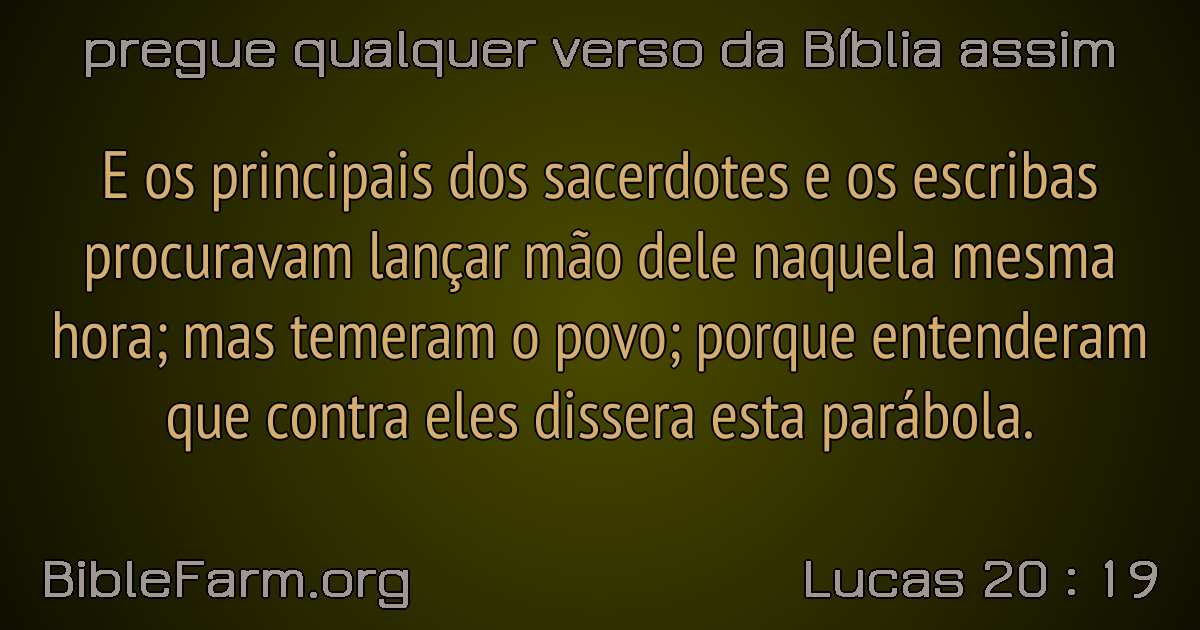 pregue qualquer verso da Bíblia assim
E os principais dos sacerdotes e os escribas
procuravam lançar mão dele naquela mesma
hora; mas temeram o povo; porque entenderam
que contra eles dissera esta parábola.
BibleFarm.org
Lucas 20 : 19